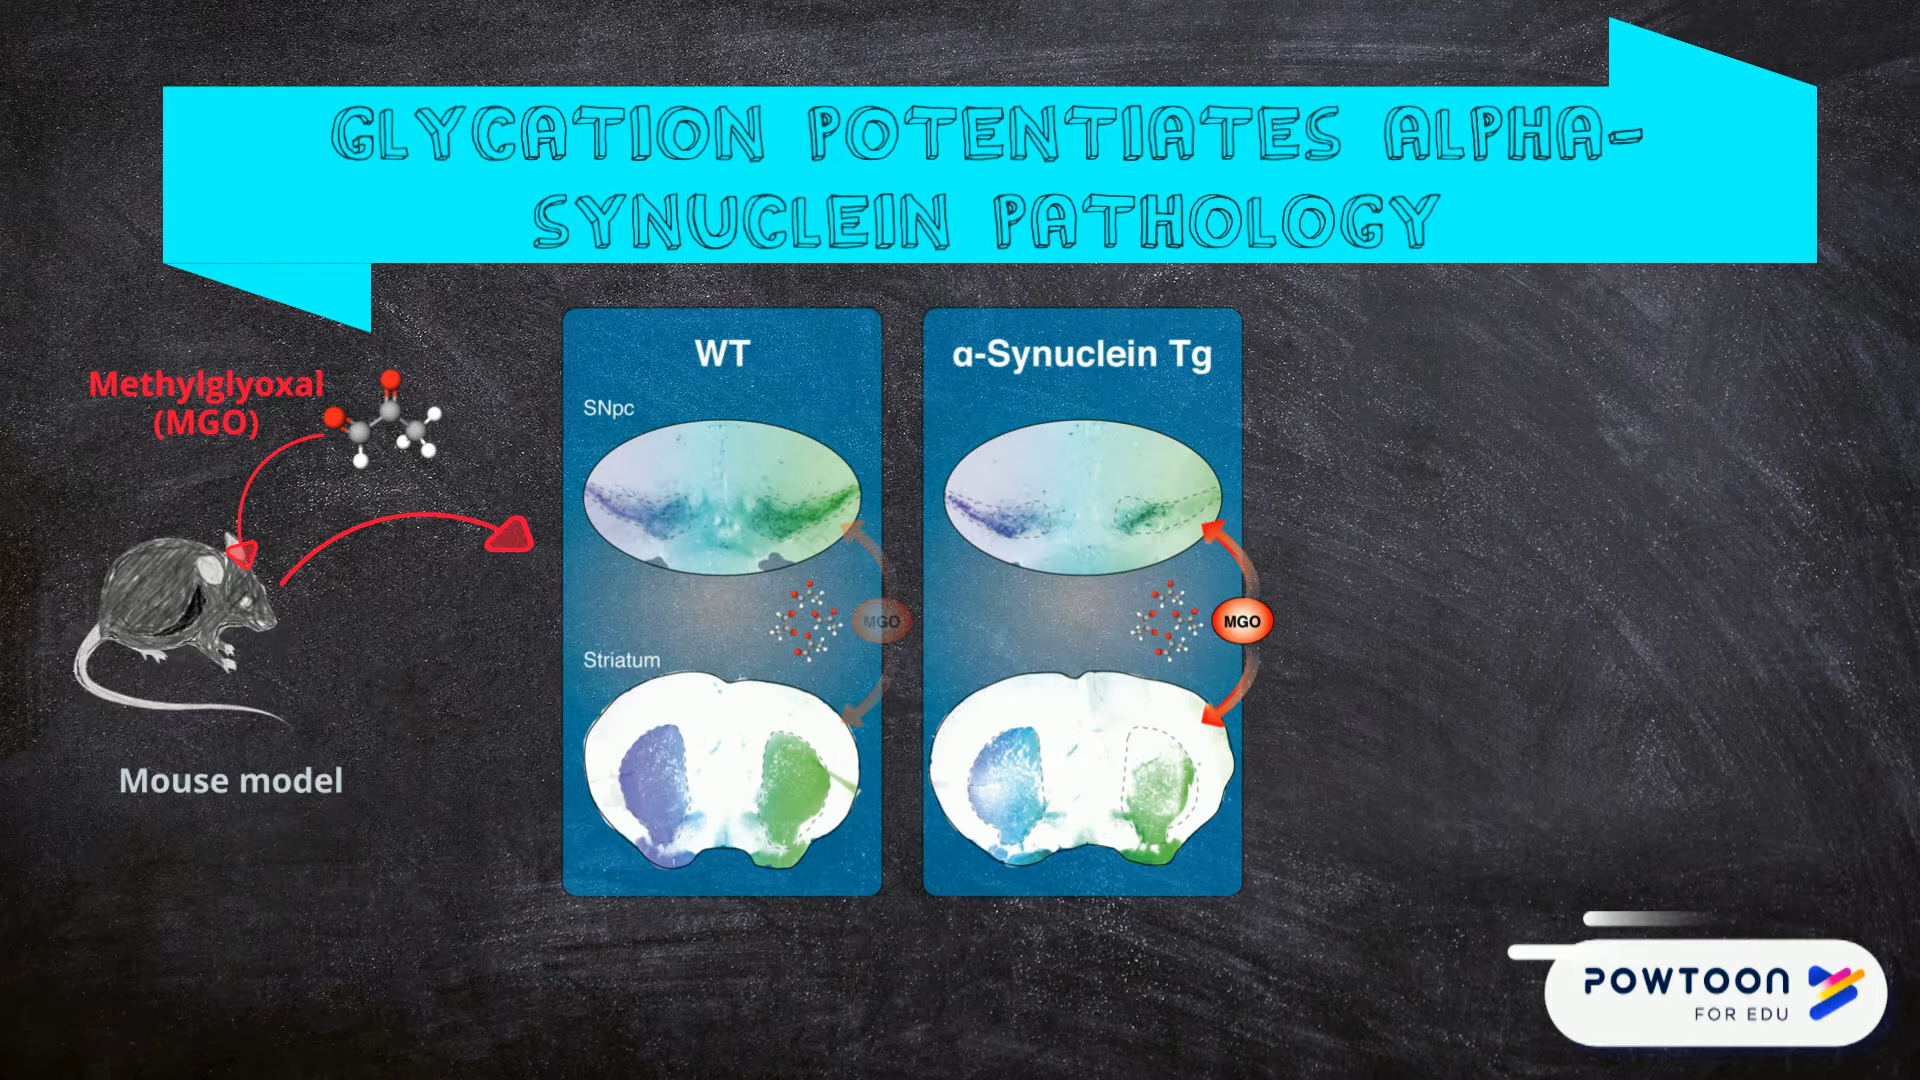 GLYCATION POTENTIATES ALPHA-
SYNUCLEIN PATHOLOGY
Methylglyoxal
(MGO)
Mouse model
WT
SNpc
MGO
Striatum
α-Synuclein Tg
MGO
POWTOON
FOR EDU